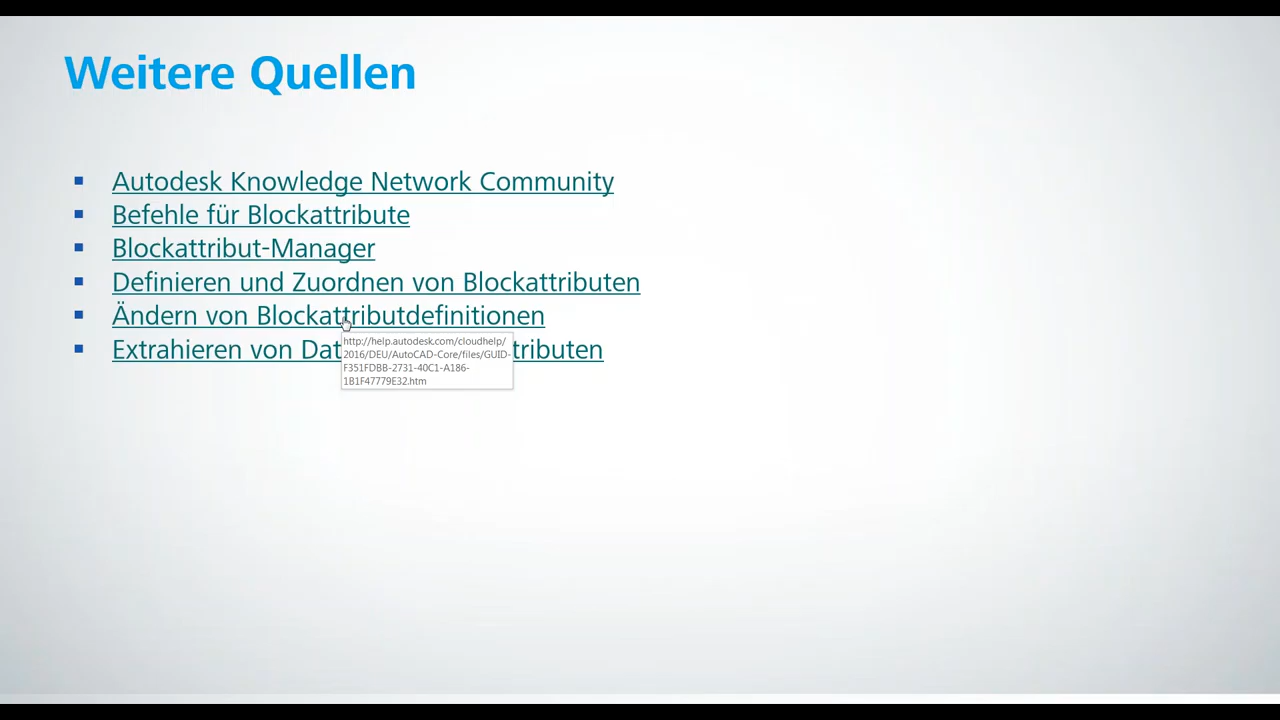 Weitere Quellen
Autodesk Knowledge Network Community
Befehle für Blockattribute
Blockattribut-Manager
Definieren und Zuordnen von Blockattributen
Ändern von Blockattributdefinitionen
Extrahieren von
http://help.autodesk.com/cloudhelp/
2016/DEU/AutoCAD-Core/files/GUID-
F351FDBB-2731-40C1-A186-
1B1F47779E32.htm